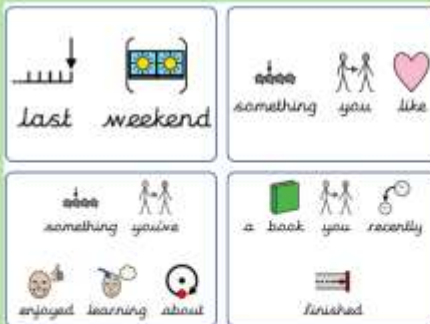 last weekend
something you like
something you've
enjoyed learning about
a book you recently
finished